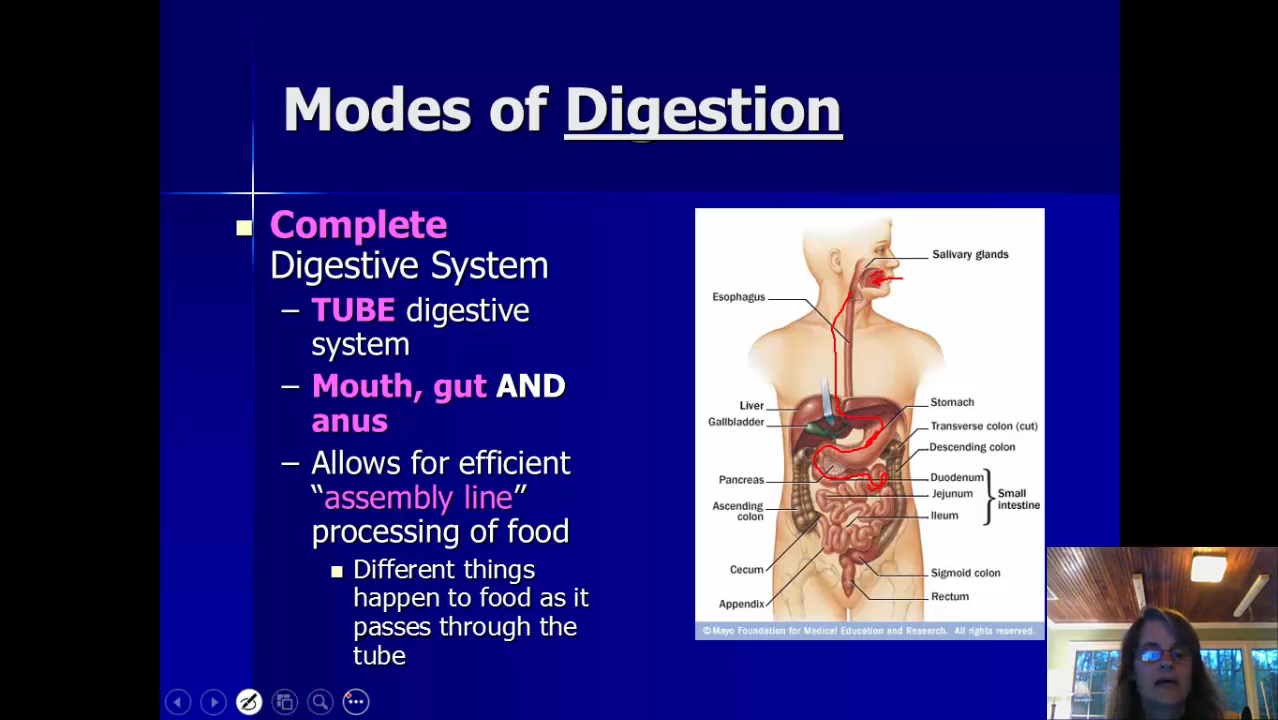 Modes of Digestion
Complete
Digestive System
– TUBE digestive
system
– Mouth, gut AND
anus
– Allows for efficient
“assembly line”
processing of food
Different things
happen to food as it
passes through the
tube
Salivary glands
Esophagus
Liver
Gallbladder
Stomach
Transverse colon (cut)
Descending colon
Pancreas
Duodenum
Jejunum
Small
intestine
Ascending
colon
Ileum
Cecum
Sigmoid colon
Appendix
Rectum
©Mayo Foundation for Medical Education and Research. All rights reserved.